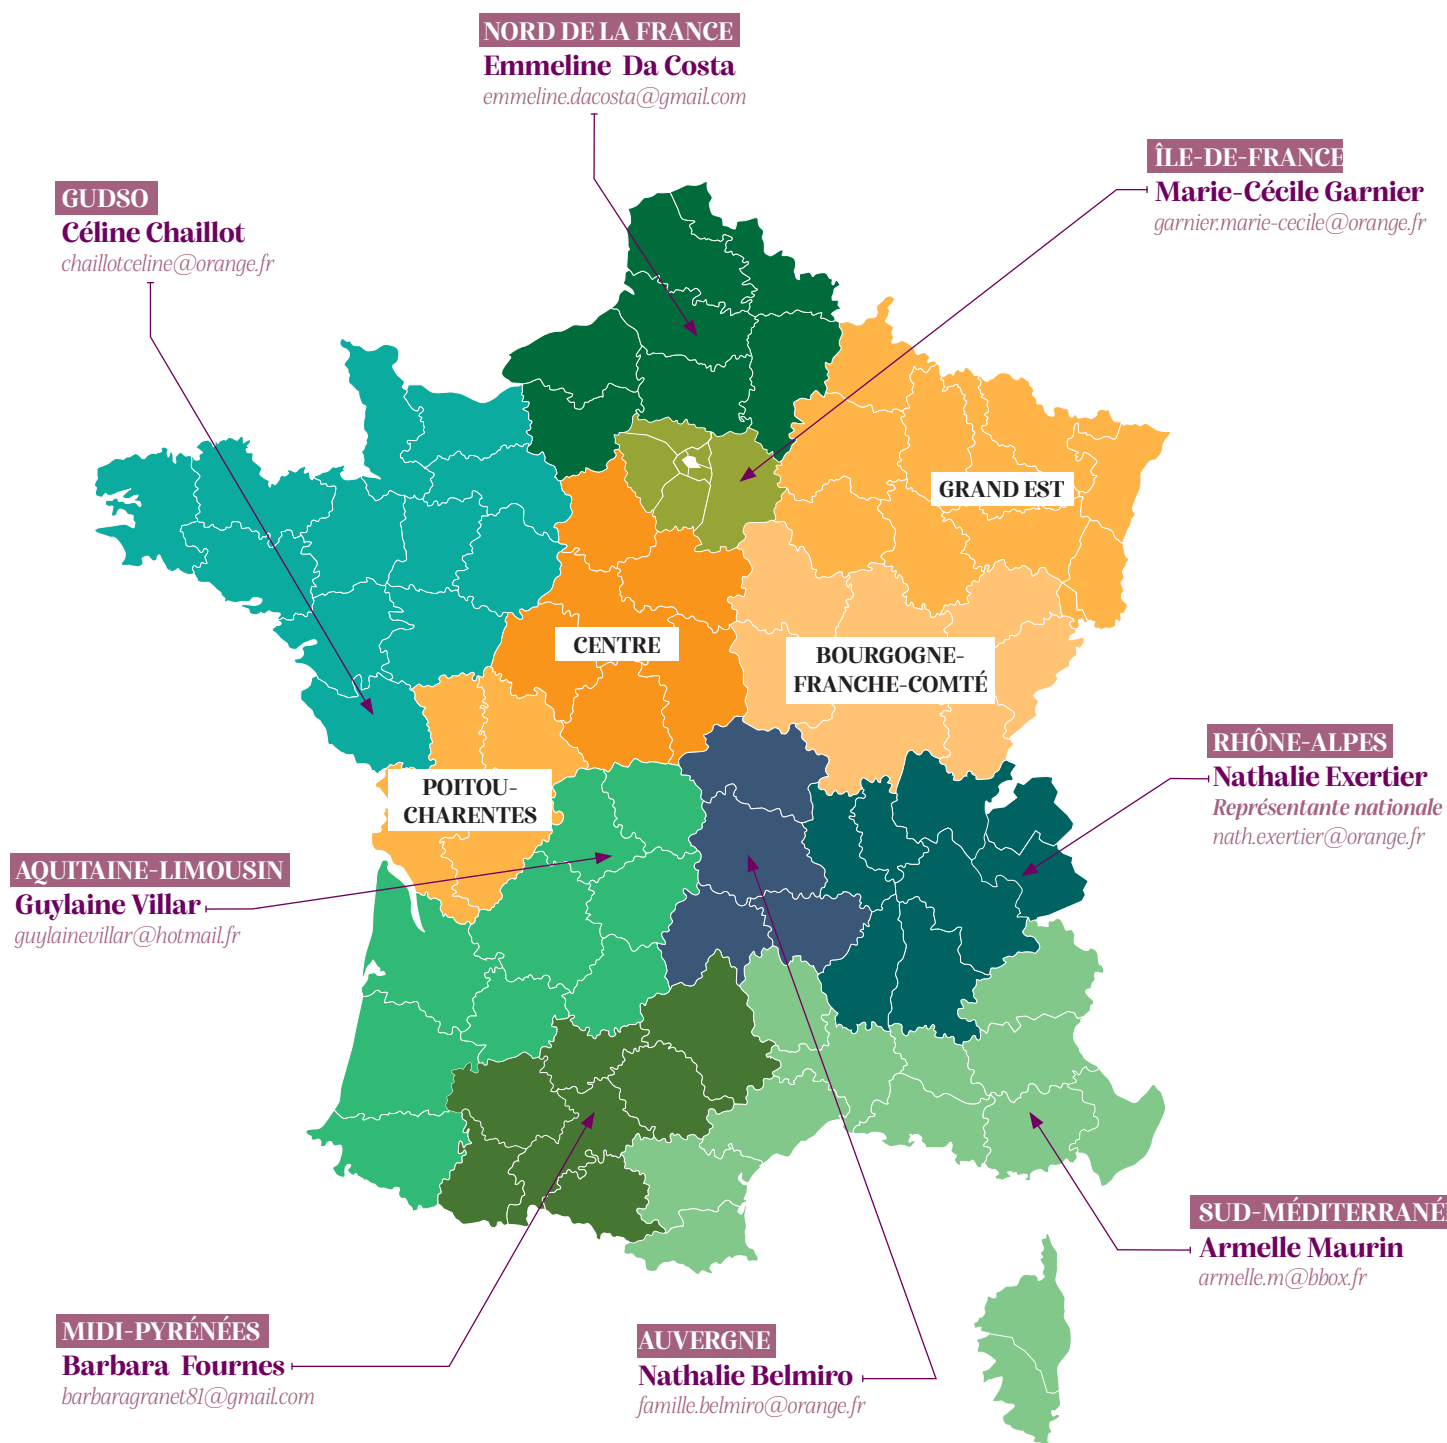 NORD DE LA FRANCE
Emmeline Da Costa
emmeline.dacosta@gmail.com
ÎLE-DE-FRANCE
Marie-Cécile Garnier
garnier.marie-cecile@orange.fr
GUDSO
Céline Chaillot
chaillotceline@orange.fr
GRAND EST
CENTRE
BOURGOGNE-
FRANCHE-COMTÉ
RHÔNE-ALPES
Nathalie Exertier
Représentante nationale
nath.exertier@orange.fr
POITOU-
CHARENTES
AQUITAINE-LIMOUSIN
Guylaine Villar
guylainevillar@hotmail.fr
SUD-MÉDITERRANÉ
Armelle Maurin
armelle.m@bbox.fr
MIDI-PYRÉNÉES
Barbara Fournes
barbaragranet81@gmail.com
AUVERGNE
Nathalie Belmiro
famille.belmiro@orange.fr